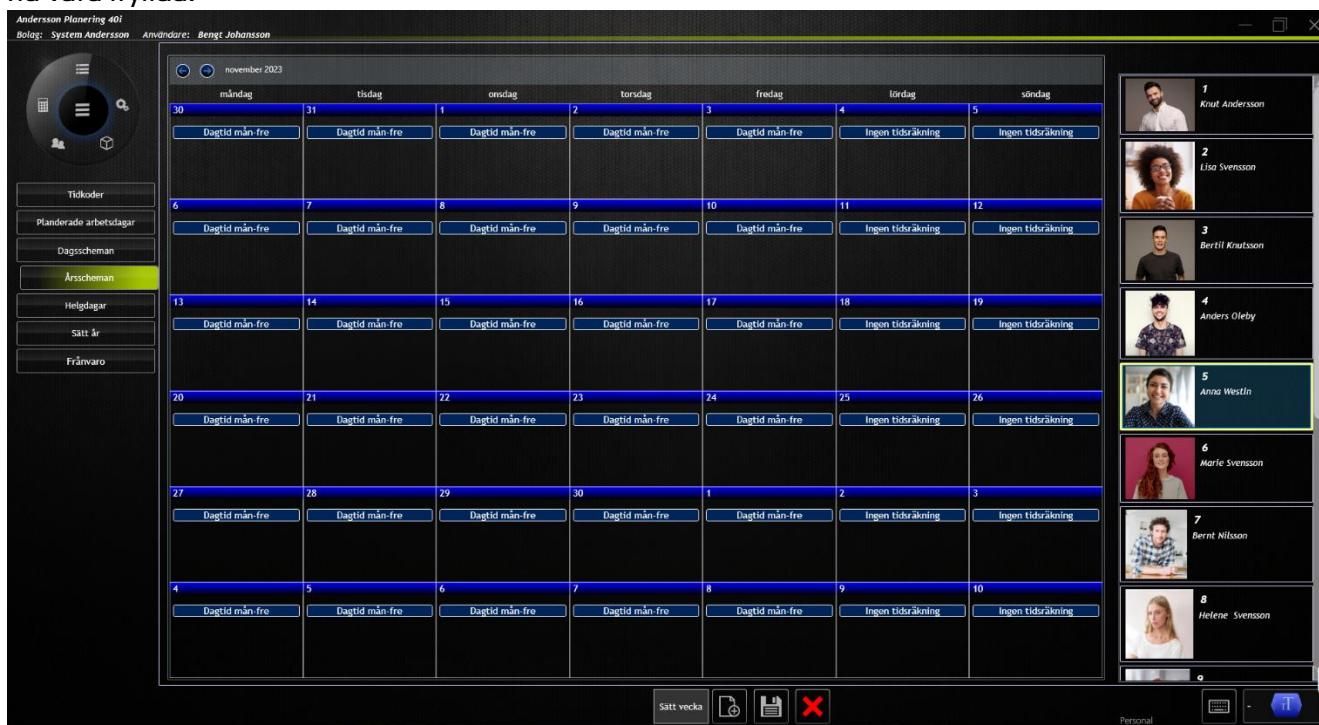 Andersson Planering 40i
Bolag: System Andersson Användare: Bengt Johansson
november 2023
måndag tisdag onsdag torsdag fredag lördag söndag
30 31 1 2 3 4 5
Dagtid mån-fre Dagtid mån-fre Dagtid mån-fre Dagtid mån-fre Dagtid mån-fre Ingen tidsräkning Ingen tidsräkning
6 7 8 9 10 11 12
Dagtid mån-fre Dagtid mån-fre Dagtid mån-fre Dagtid mån-fre Dagtid mån-fre Ingen tidsräkning Ingen tidsräkning
13 14 15 16 17 18 19
Dagtid mån-fre Dagtid mån-fre Dagtid mån-fre Dagtid mån-fre Dagtid mån-fre Ingen tidsräkning Ingen tidsräkning
20 21 22 23 24 25 26
Dagtid mån-fre Dagtid mån-fre Dagtid mån-fre Dagtid mån-fre Dagtid mån-fre Ingen tidsräkning Ingen tidsräkning
27 28 29 30 1 2 3
Dagtid mån-fre Dagtid mån-fre Dagtid mån-fre Dagtid mån-fre Dagtid mån-fre Ingen tidsräkning Ingen tidsräkning
4 5 6 7 8 9 10
Dagtid mån-fre Dagtid mån-fre Dagtid mån-fre Dagtid mån-fre Dagtid mån-fre Ingen tidsräkning Ingen tidsräkning
Tidkoder
Planderade arbetsdagar
Dagsscheman
Årsscheman
Helgdagar
Sätt år
Frånvaro
1
Knut Andersson
2
Lisa Svensson
3
Bertil Knutsson
4
Anders Oleby
5
Anna Westin
6
Marie Svensson
7
Bernt Nilsson
8
Helene Svensson
9
Sätt vecka
Personal
-